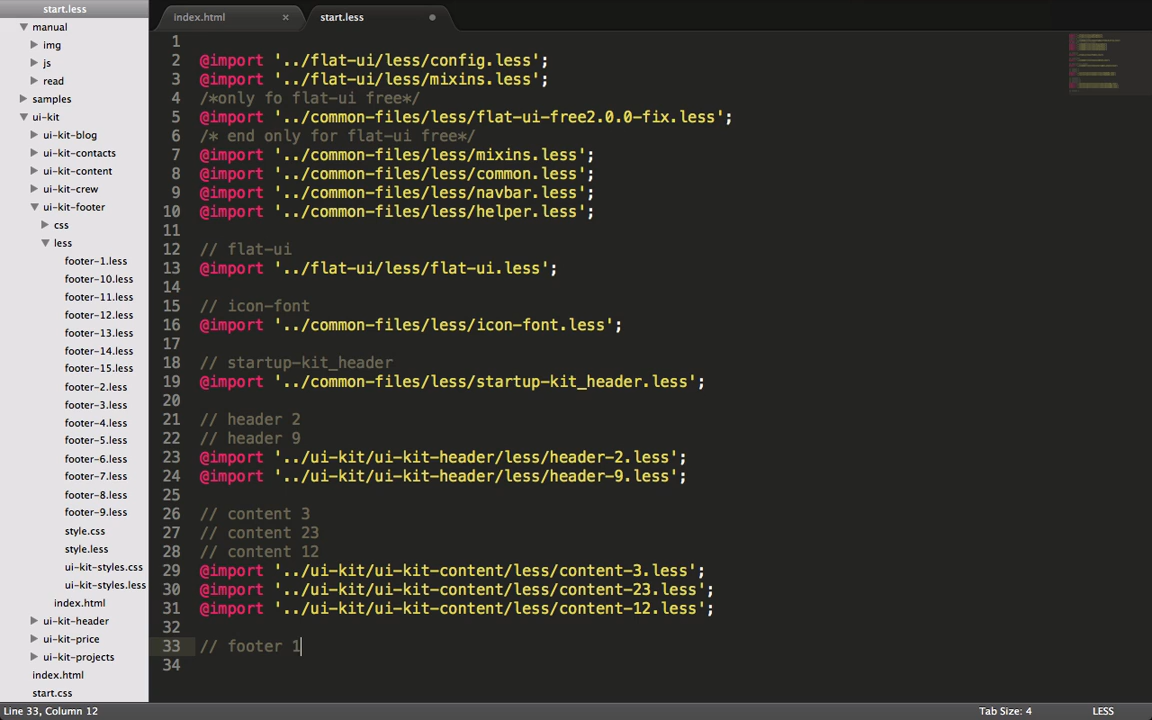 start.less
manual
img
js
read
samples
ui-kit
ui-kit-blog
ui-kit-contacts
ui-kit-content
ui-kit-crew
ui-kit-footer
css
less
footer-1.less
footer-10.less
footer-11.less
footer-12.less
footer-13.less
footer-14.less
footer-15.less
footer-2.less
footer-3.less
footer-4.less
footer-5.less
footer-6.less
footer-7.less
footer-8.less
footer-9.less
style.css
style.less
ui-kit-styles.css
ui-kit-styles.less
index.html
ui-kit-header
ui-kit-price
ui-kit-projects
index.html
start.css
index.html × start.less
1
2 @import '../flat-ui/less/config.less';
3 @import '../flat-ui/less/mixins.less';
4 /*only fo flat-ui free*/
5 @import '../common-files/less/flat-ui-free2.0.0-fix.less';
6 /* end only for flat-ui free*/
7 @import '../common-files/less/mixins.less';
8 @import '../common-files/less/common.less';
9 @import '../common-files/less/navbar.less';
10 @import '../common-files/less/helper.less';
11
12 // flat-ui
13 @import '../flat-ui/less/flat-ui.less';
14
15 // icon-font
16 @import '../common-files/less/icon-font.less';
17
18 // startup-kit_header
19 @import '../common-files/less/startup-kit_header.less';
20
21 // header 2
22 // header 9
23 @import '../ui-kit/ui-kit-header/less/header-2.less';
24 @import '../ui-kit/ui-kit-header/less/header-9.less';
25
26 // content 3
27 // content 23
28 // content 12
29 @import '../ui-kit/ui-kit-content/less/content-3.less';
30 @import '../ui-kit/ui-kit-content/less/content-23.less';
31 @import '../ui-kit/ui-kit-content/less/content-12.less';
32
33 // footer 1
34
Line 33, Column 12 Tab Size: 4 LESS